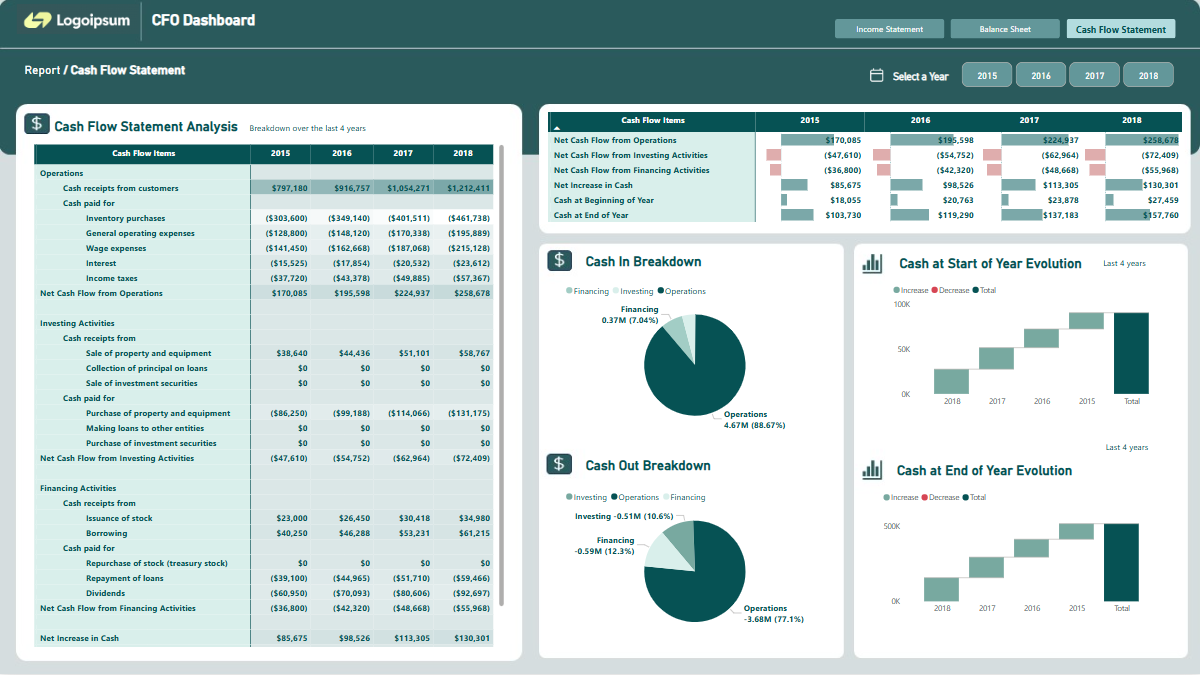 Logoipsum CFO Dashboard
Income Statement Balance Sheet Cash Flow Statement
Report / Cash Flow Statement
Select a Year 2015 2016 2017 2018
$ Cash Flow Statement Analysis Breakdown over the last 4 years
Cash Flow Items 2015 2016 2017 2018
Operations
Cash receipts from customers $797,180 $916,757 $1,054,271 $1,212,411
Cash paid for
Inventory purchases ($303,600) ($349,140) ($401,511) ($461,738)
General operating expenses ($128,800) ($148,120) ($170,338) ($195,889)
Wage expenses ($141,450) ($162,668) ($187,068) ($215,128)
Interest ($15,525) ($17,854) ($20,532) ($23,612)
Income taxes ($37,720) ($43,378) ($49,885) ($57,367)
Net Cash Flow from Operations $170,085 $195,598 $224,937 $258,678
Investing Activities
Cash receipts from
Sale of property and equipment $38,640 $44,436 $51,101 $58,767
Collection of principal on loans $0 $0 $0 $0
Sale of investment securities $0 $0 $0 $0
Cash paid for
Purchase of property and equipment ($86,250) ($99,188) ($114,066) ($131,175)
Making loans to other entities $0 $0 $0 $0
Purchase of investment securities $0 $0 $0 $0
Net Cash Flow from Investing Activities ($47,610) ($54,752) ($62,964) ($72,409)
Financing Activities
Cash receipts from
Issuance of stock $23,000 $26,450 $30,418 $34,980
Borrowing $40,250 $46,288 $53,231 $61,215
Cash paid for
Repurchase of stock (treasury stock) $0 $0 $0 $0
Repayment of loans ($39,100) ($44,965) ($51,710) ($59,466)
Dividends ($60,950) ($70,093) ($80,606) ($92,697)
Net Cash Flow from Financing Activities ($36,800) ($42,320) ($48,668) ($55,968)
Net Increase in Cash $85,675 $98,526 $113,305 $130,301
Cash Flow Items 2015 2016 2017 2018
Net Cash Flow from Operations $170,085 $195,598 $224,937 $258,678
Net Cash Flow from Investing Activities ($47,610) ($54,752) ($62,964) ($72,409)
Net Cash Flow from Financing Activities ($36,800) ($42,320) ($48,668) ($55,968)
Net Increase in Cash $85,675 $98,526 $113,305 $130,301
Cash at Beginning of Year $18,055 $20,763 $23,878 $27,459
Cash at End of Year $103,730 $119,290 $137,183 $157,760
$ Cash In Breakdown
Financing Investing Operations
Financing
0.37M (7.04%)
Operations
4.67M (88.67%)
$ Cash Out Breakdown
Investing Operations Financing
Investing -0.51M (10.6%)
Financing
-0.59M (12.3%)
Operations
-3.68M (77.1%)
Cash at Start of Year Evolution Last 4 years
Increase Decrease Total
100K
50K
0K
2018 2017 2016 2015 Total
Last 4 years
Cash at End of Year Evolution
Increase Decrease Total
500K
0K
2018 2017 2016 2015 Total